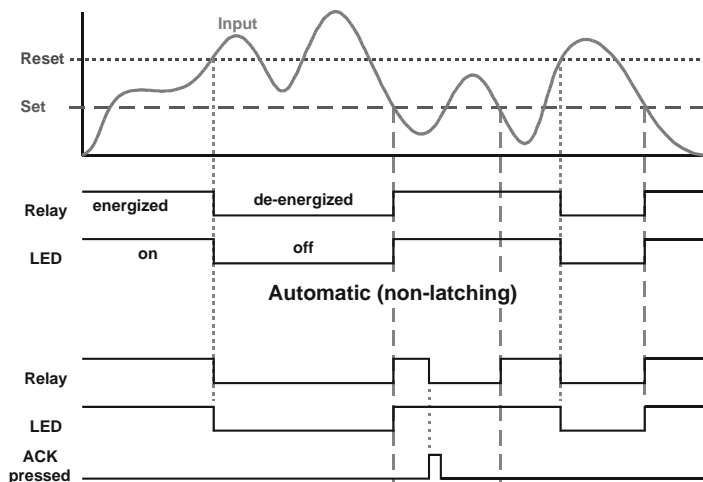 Input
Reset
Set
Relay
energized
de-energized
LED
on
off
Automatic (non-latching)
Relay
LED
ACK
pressed